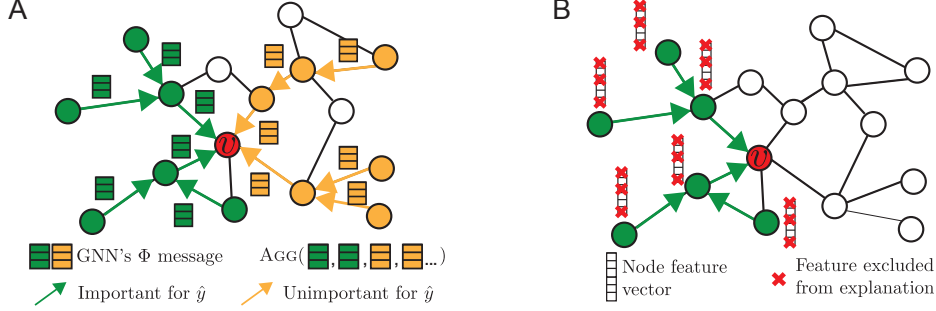 A
B
υ
υ
GNN's Φ message
AGG( , , , ...)
Important for ŷ
Unimportant for ŷ
Node feature
vector
Feature excluded
from explanation